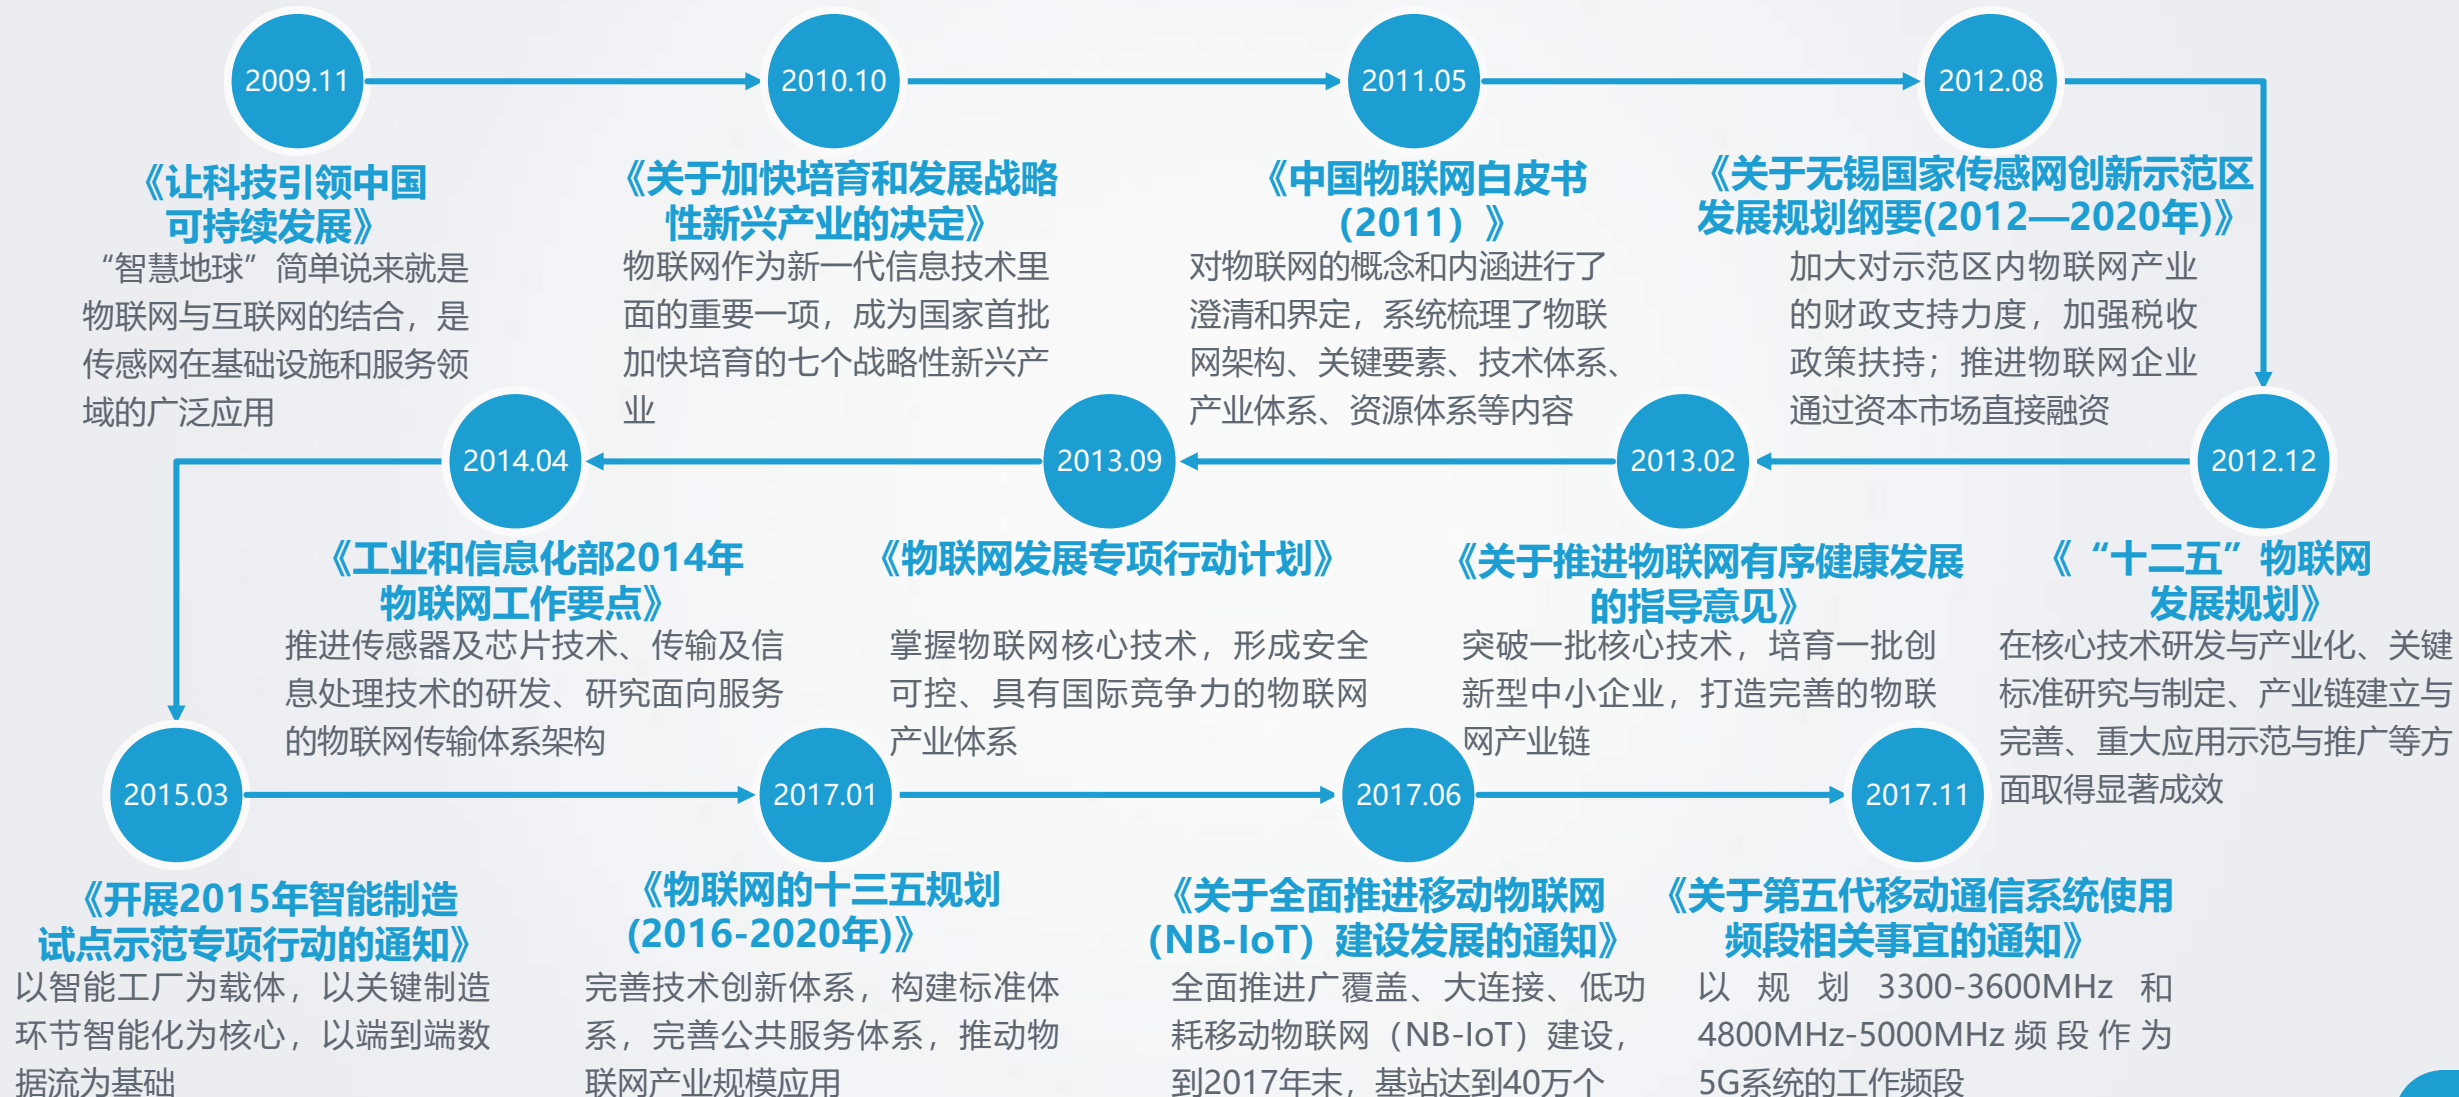 2009.11
《让科技引领中国
可持续发展》
“智慧地球”简单说来就是
物联网与互联网的结合，是
传感网在基础设施和服务领
域的广泛应用
2010.10
《关于加快培育和发展战略
性新兴产业的决定》
物联网作为新一代信息技术里
面的重要一项，成为国家首批
加快培育的七个战略性新兴产
业
2011.05
《中国物联网白皮书
(2011）》
对物联网的概念和内涵进行了
澄清和界定，系统梳理了物联
网架构、关键要素、技术体系、
产业体系、资源体系等内容
2012.08
《关于无锡国家传感网创新示范区
发展规划纲要(2012—2020年)》
加大对示范区内物联网产业
的财政支持力度，加强税收
政策扶持；推进物联网企业
通过资本市场直接融资
2012.12
《“十二五”物联网
发展规划》
在核心技术研发与产业化、关键
标准研究与制定、产业链建立与
完善、重大应用示范与推广等方
面取得显著成效
2013.02
《关于推进物联网有序健康发展
的指导意见》
突破一批核心技术，培育一批创
新型中小企业，打造完善的物联
网产业链
2013.09
《物联网发展专项行动计划》
掌握物联网核心技术，形成安全
可控、具有国际竞争力的物联网
产业体系
2014.04
《工业和信息化部2014年
物联网工作要点》
推进传感器及芯片技术、传输及信
息处理技术的研发、研究面向服务
的物联网传输体系架构
2015.03
《开展2015年智能制造
试点示范专项行动的通知》
以智能工厂为载体，以关键制造
环节智能化为核心，以端到端数
据流为基础
2017.01
《物联网的十三五规划
(2016-2020年)》
完善技术创新体系，构建标准体
系，完善公共服务体系，推动物
联网产业规模应用
2017.06
《关于全面推进移动物联网
(NB-IoT）建设发展的通知》
全面推进广覆盖、大连接、低功
耗移动物联网（NB-IoT）建设，
到2017年末，基站达到40万个
2017.11
《关于第五代移动通信系统使用
频段相关事宜的通知》
以 规 划 3300-3600MHz 和
4800MHz-5000MHz 频 段 作 为
5G系统的工作频段